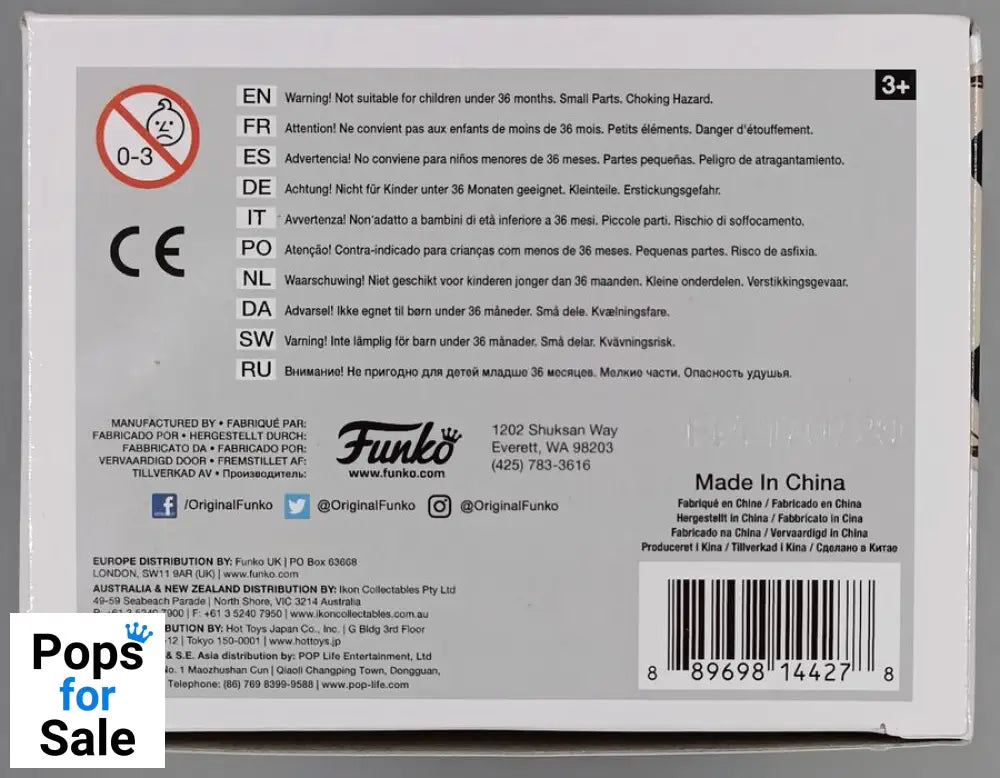 3+
0-3
EN Warning! Not suitable for children under 36 months. Small Parts. Choking Hazard.
FR Attention! Ne convient pas aux enfants de moins de 36 mois. Petits éléments. Danger d'étouffement.
ES Advertencia! No conviene para niños menores de 36 meses. Partes pequeñas. Peligro de atragantamiento.
DE Achtung! Nicht für Kinder unter 36 Monaten geeignet. Kleinteile. Erstickungsgefahr.
IT Avvertenza! Non'adatto a bambini di età inferiore a 36 mesi. Piccole parti. Rischio di soffocamento.
PO Atenção! Contra-indicado para crianças com menos de 36 meses. Pequenas partes. Risco de asfixia.
NL Waarschuwing! Niet geschikt voor kinderen jonger dan 36 maanden. Kleine onderdelen. Verstikkingsgevaar.
DA Advarsel! Ikke egnet til børn under 36 måneder. Små dele. Kvælningsfare.
SW Varning! Inte lämplig för barn under 36 månader. Små delar. Kvävningsrisk.
RU Внимание! Не пригодно для детей младше 36 месяцев. Мелкие части. Опасность удушья.
CE
MANUFACTURED BY • FABRIQUÉ PAR:
FABRICADO POR • HERGESTELLT DURCH:
FABBRICATO DA • FABRICADO POR:
VERVAARDIGD DOOR • FREMSTILLET AF:
TILLVERKAD AV • Производитель:
Funko
www.funko.com
1202 Shuksan Way
Everett, WA 98203
(425) 783-3616
/OriginalFunko @OriginalFunko @OriginalFunko
Made In China
Fabriqué en Chine / Fabricado en China
Hergestellt in China / Fabbricato in Cina
Fabricado na China / Vervaardigd in China
Produceret i Kina / Tillverkad i Kina / Сделано в Китае
EUROPE DISTRIBUTION BY: Funko UK | PO Box 63668
LONDON, SW11 9AR (UK) | www.funko.com
AUSTRALIA & NEW ZEALAND DISTRIBUTION BY: Ikon Collectables Pty Ltd
49-59 Seabeach Parade | North Shore, VIC 3214 Australia
P: +61 3 5240 7900 | F: +61 3 5240 7950 | www.ikoncollectables.com.au
BUTION BY: Hot Toys Japan Co., Inc. | G Bldg 3rd Floor
12 | Tokyo 150-0001 | www.hottoys.jp
& S.E. Asia distribution by: POP Life Entertainment, Ltd
No. 1 Maozhushan Cun | Qiaoli Changping Town, Dongguan,
Telephone: (86) 769 8399-9588 | www.pop-life.com
8 89698 14427 8
Pops
for
Sale